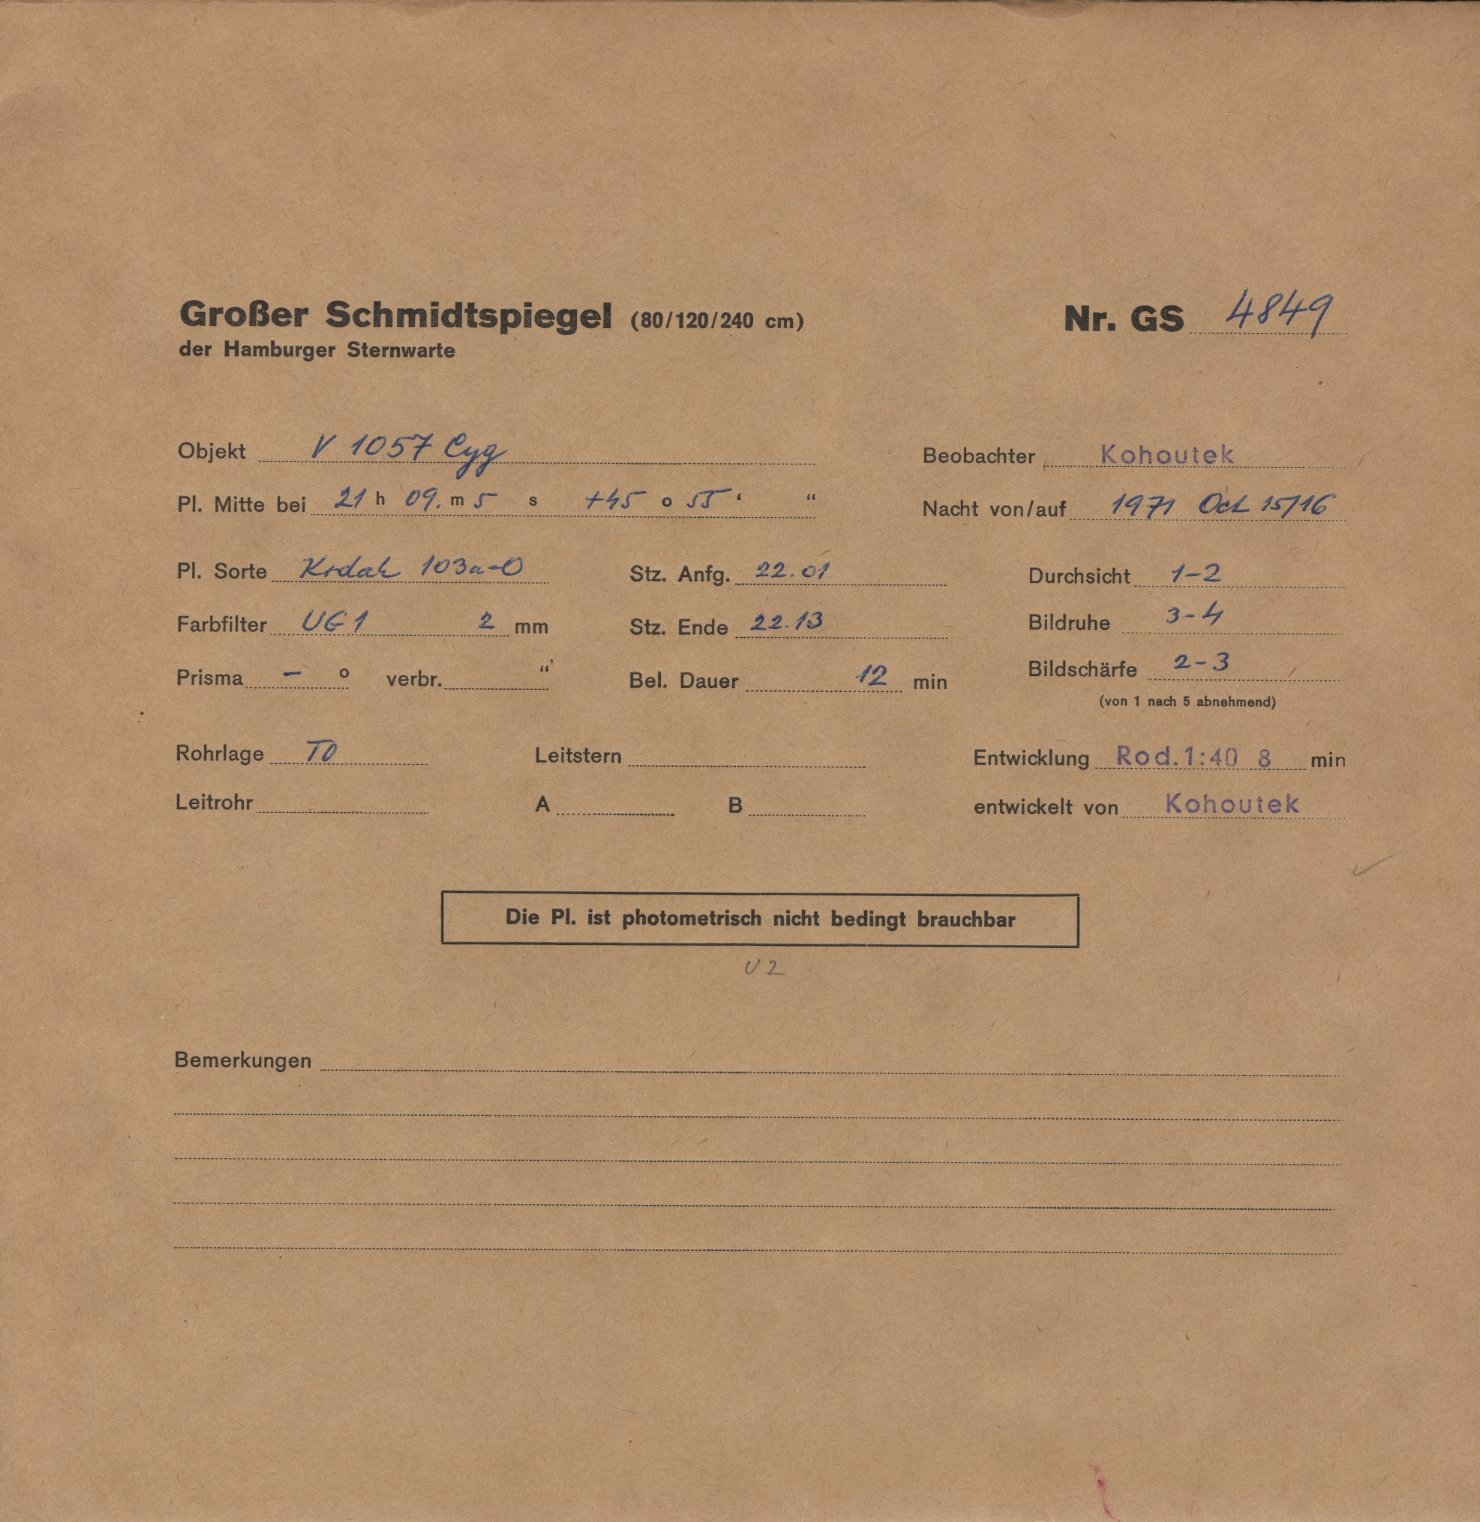 Großer Schmidtspiegel (80/120/240 cm) Nr. GS 4849
der Hamburger Sternwarte
Objekt V 1057 Cyg Beobachter Kohoutek
Pl. Mitte bei 21 h 09. m 5 s +45 o 55 ‘ “ Nacht von/auf 1971 Oct 15/16
Pl. Sorte Kodak 103a-O Stz. Anfg. 22.01 Durchsicht 1-2
Farbfilter UG1 2 mm Stz. Ende 22.13 Bildruhe 3-4
Prisma – o verbr. “ Bel. Dauer 12 min Bildschärfe 2-3
(von 1 nach 5 abnehmend)
Rohrlage TO Leitstern Entwicklung Rod.1:40 8 min
Leitrohr A B entwickelt von Kohoutek
Die Pl. ist photometrisch nicht bedingt brauchbar
U2
Bemerkungen